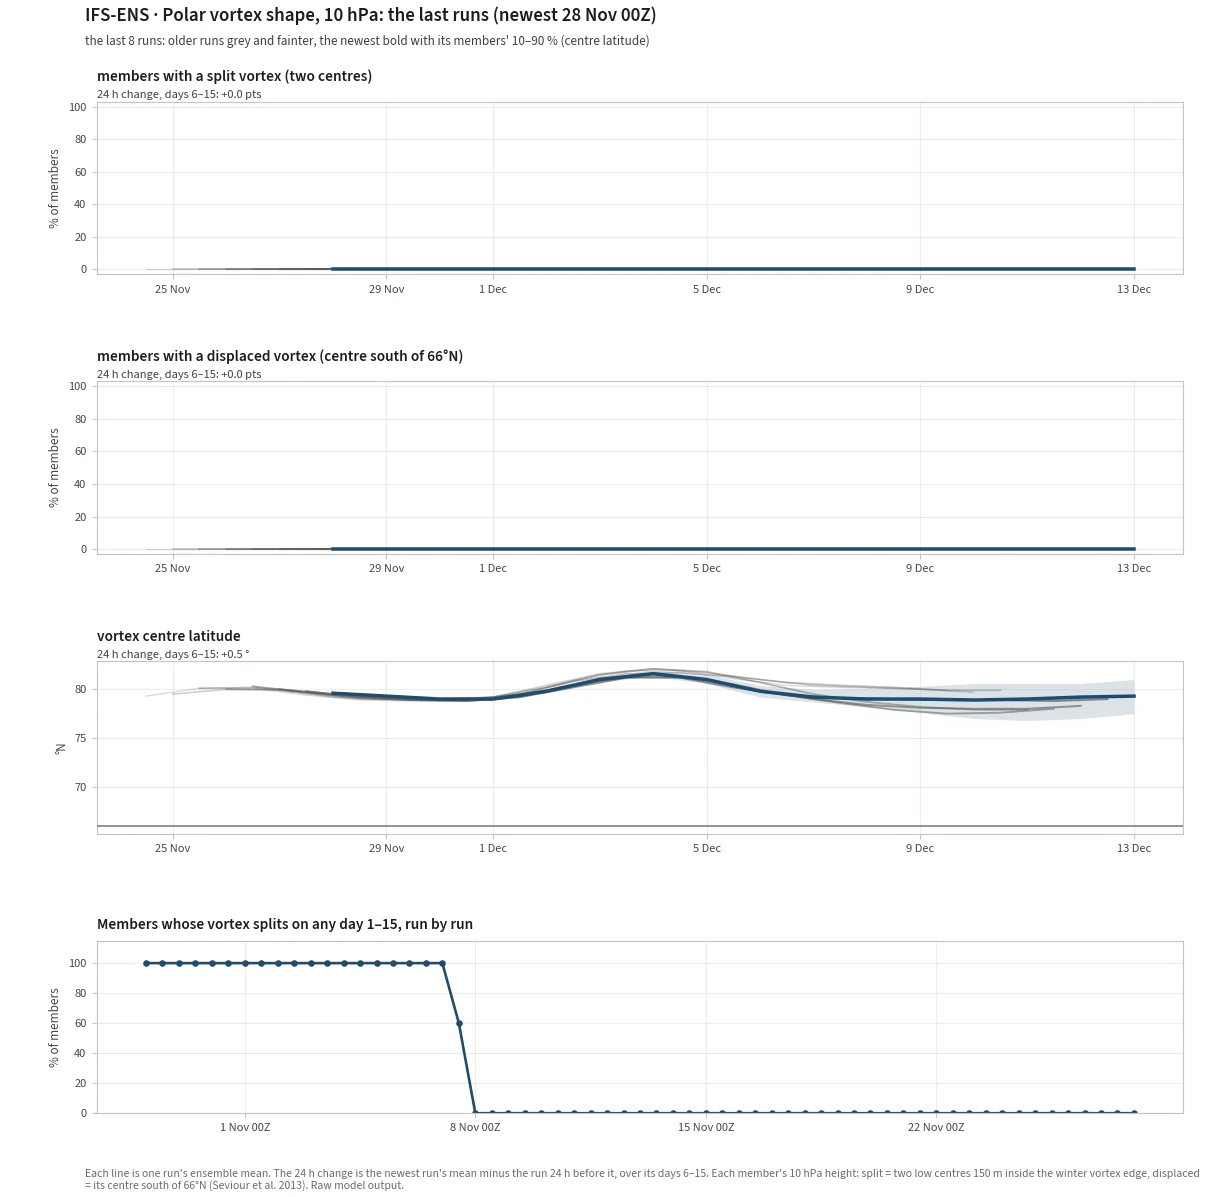 IFS-ENS · Polar vortex shape, 10 hPa: the last runs (newest 28 Nov 00Z)
the last 8 runs: older runs grey and fainter, the newest bold with its members' 10–90 % (centre latitude)
members with a split vortex (two centres)
24 h change, days 6–15: +0.0 pts
100
80
60
40
20
0
% of members
25 Nov
29 Nov
1 Dec
5 Dec
9 Dec
13 Dec
members with a displaced vortex (centre south of 66°N)
24 h change, days 6–15: +0.0 pts
100
80
60
40
20
0
% of members
25 Nov
29 Nov
1 Dec
5 Dec
9 Dec
13 Dec
vortex centre latitude
24 h change, days 6–15: +0.5 °
80
75
70
°N
25 Nov
29 Nov
1 Dec
5 Dec
9 Dec
13 Dec
Members whose vortex splits on any day 1–15, run by run
100
80
60
40
20
0
% of members
1 Nov 00Z
8 Nov 00Z
15 Nov 00Z
22 Nov 00Z
Each line is one run's ensemble mean. The 24 h change is the newest run's mean minus the run 24 h before it, over its days 6–15. Each member's 10 hPa height: split = two low centres 150 m inside the winter vortex edge, displaced
= its centre south of 66°N (Seviour et al. 2013). Raw model output.